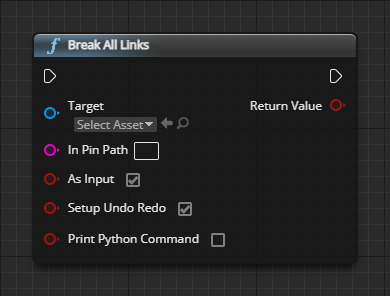 Break All Links
Target
Return Value
Select Asset
In Pin Path
As Input
Setup Undo Redo
Print Python Command